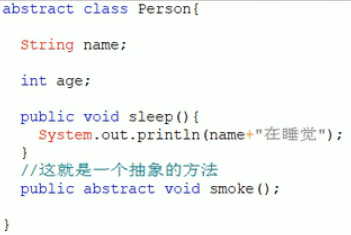 abstract class Person{
String name;
int age;
public void sleep(){
System.out.println(name+"在睡觉");
}
//这就是一个抽象的方法
public abstract void smoke();
}